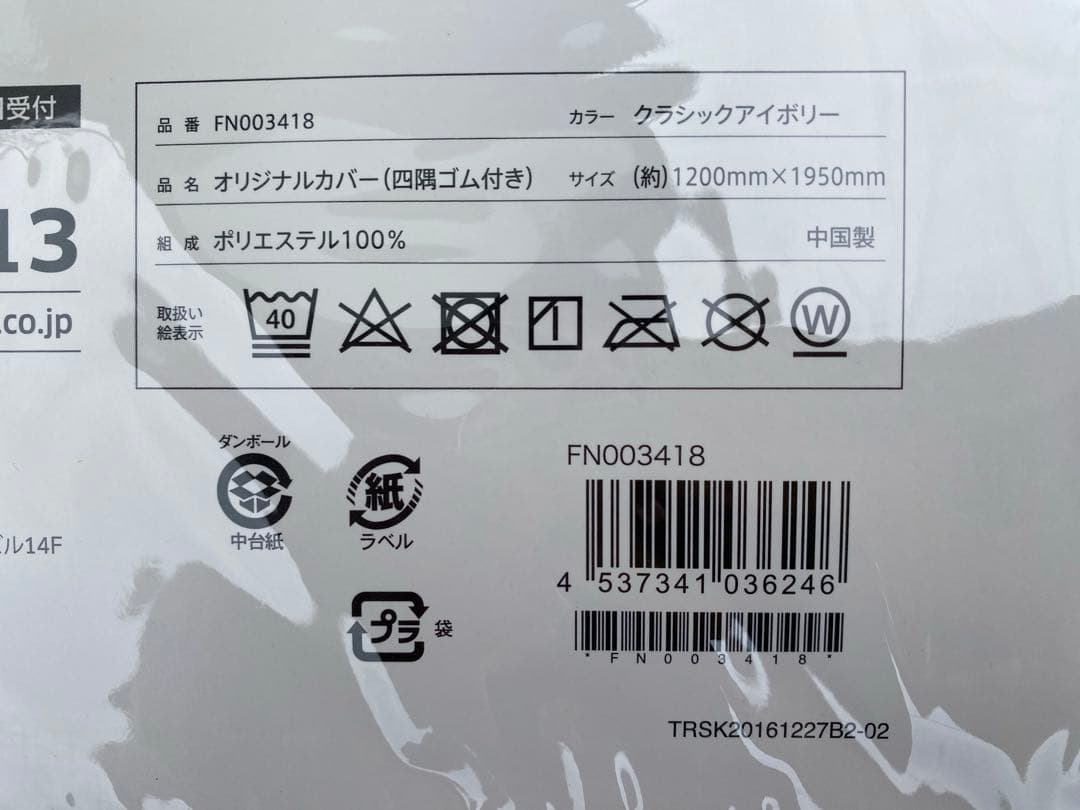 受付
13
.co.jp
ル14F
品番 FN003418 カラー クラシックアイボリー
品名 オリジナルカバー(四隅ゴム付き) サイズ (約)1200mm×1950mm
組成 ポリエステル100% 中国製
取扱い
絵表示
40
W
ダンボール
中台紙
紙
ラベル
プラ 袋
FN003418
4 537341 036246
*FN003418*
TRSK20161227B2-02